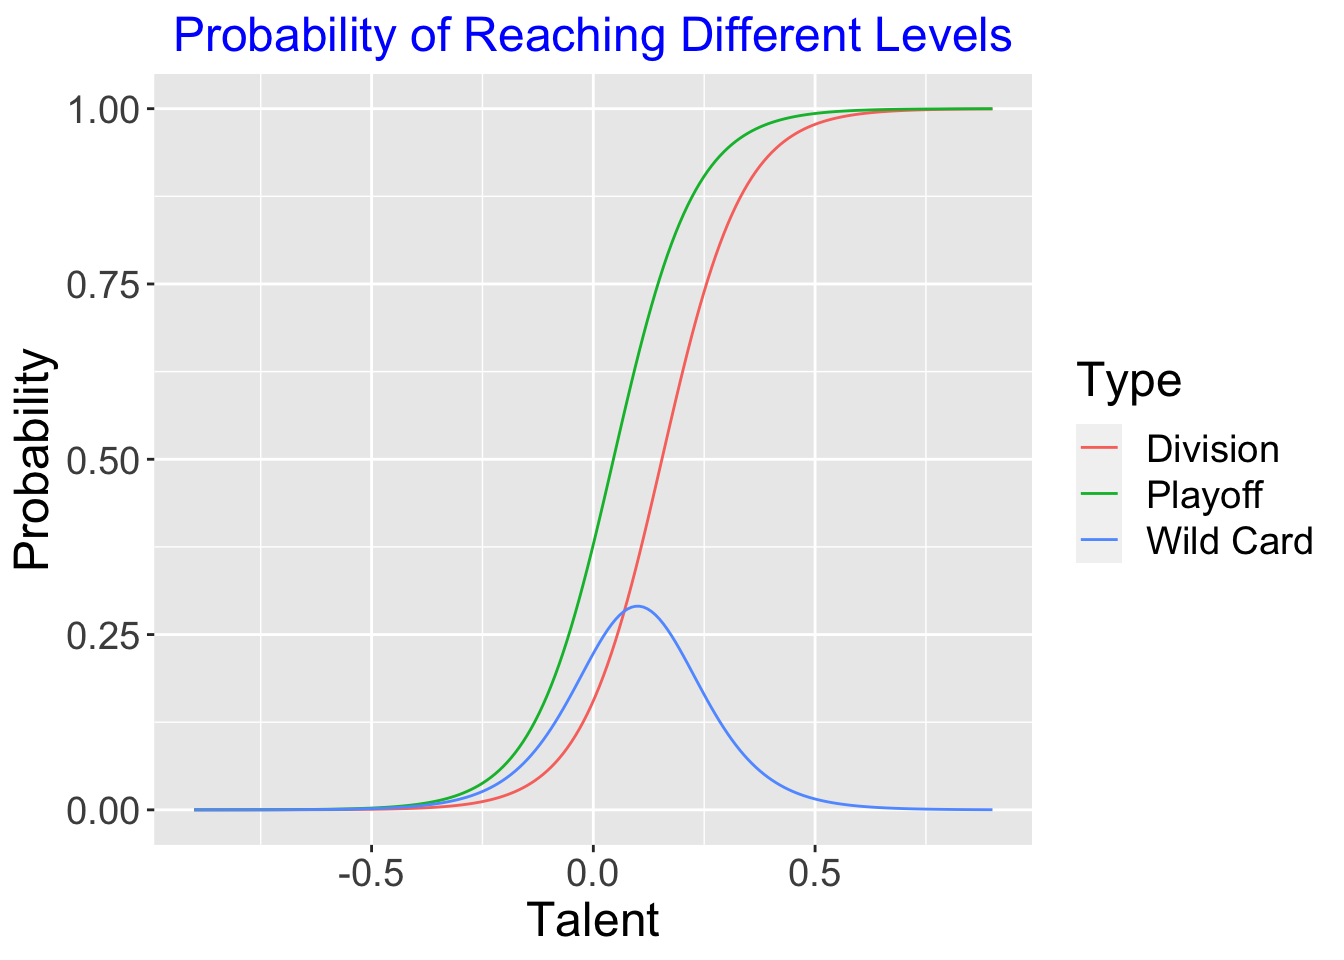 Probability of Reaching Different Levels
Probability
1.00
0.75
0.50
0.25
0.00
-0.5
0.0
0.5
Talent
Type
Division
Playoff
Wild Card